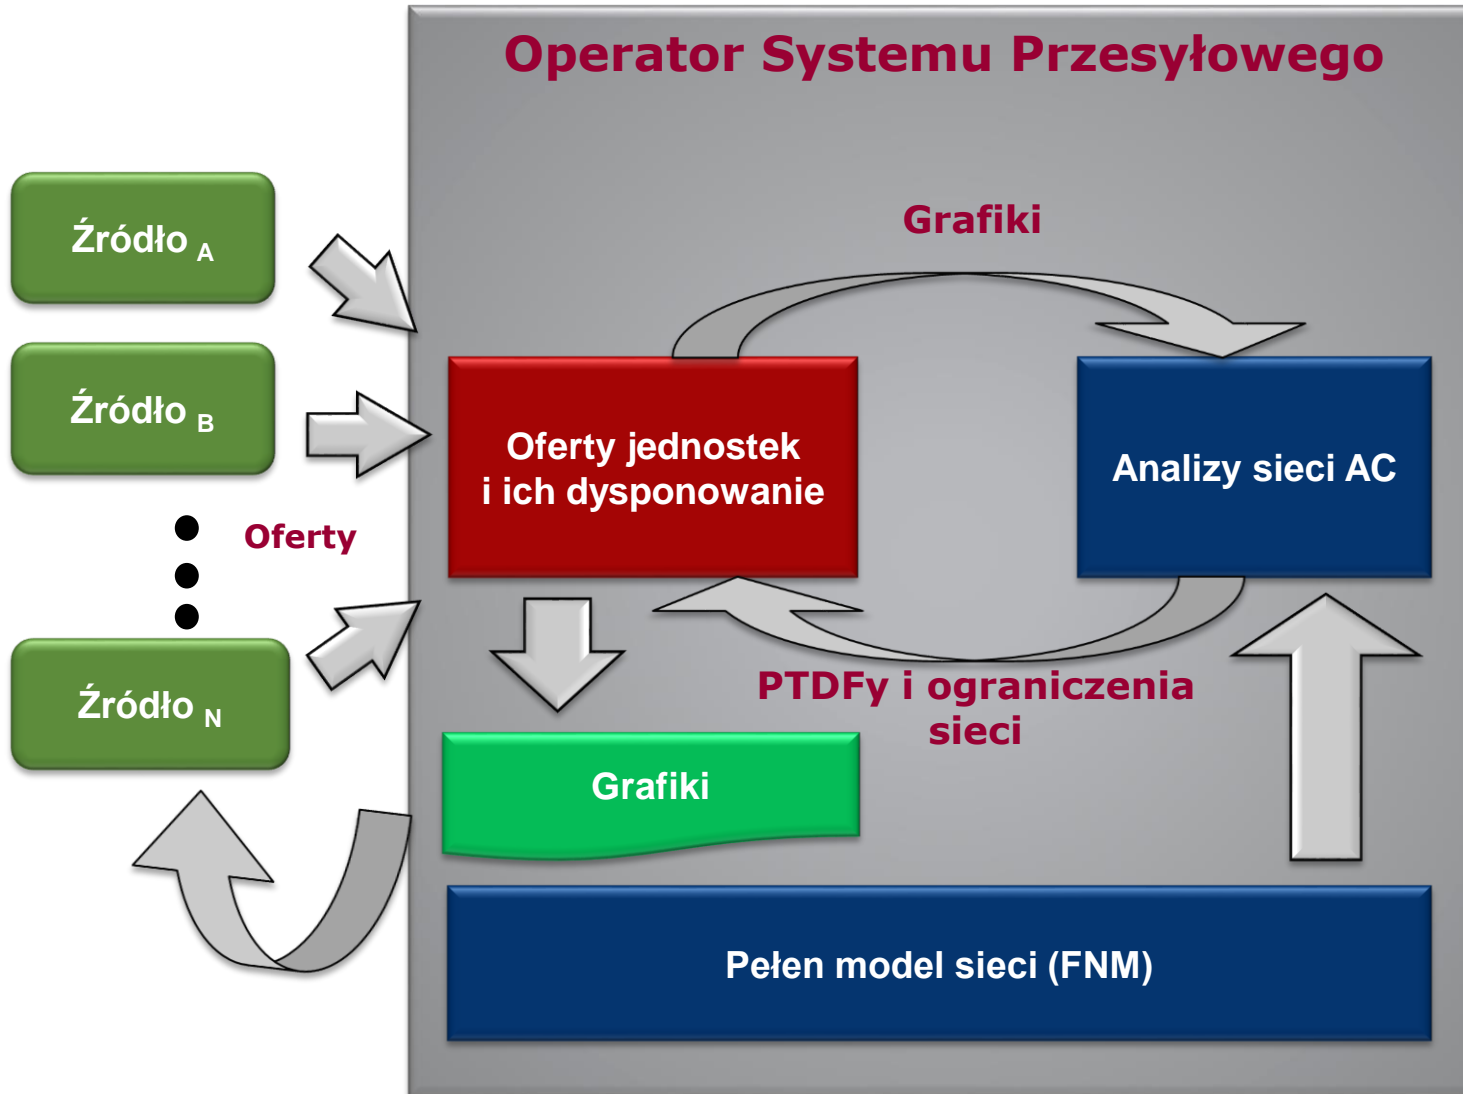 Operator Systemu Przesyłowego
Źródło A
Grafiki
Źródło B
Oferty jednostek
i ich dysponowanie
Analizy sieci AC
Oferty
Źródło N
PTDFy i ograniczenia
sieci
Grafiki
Pełen model sieci (FNM)